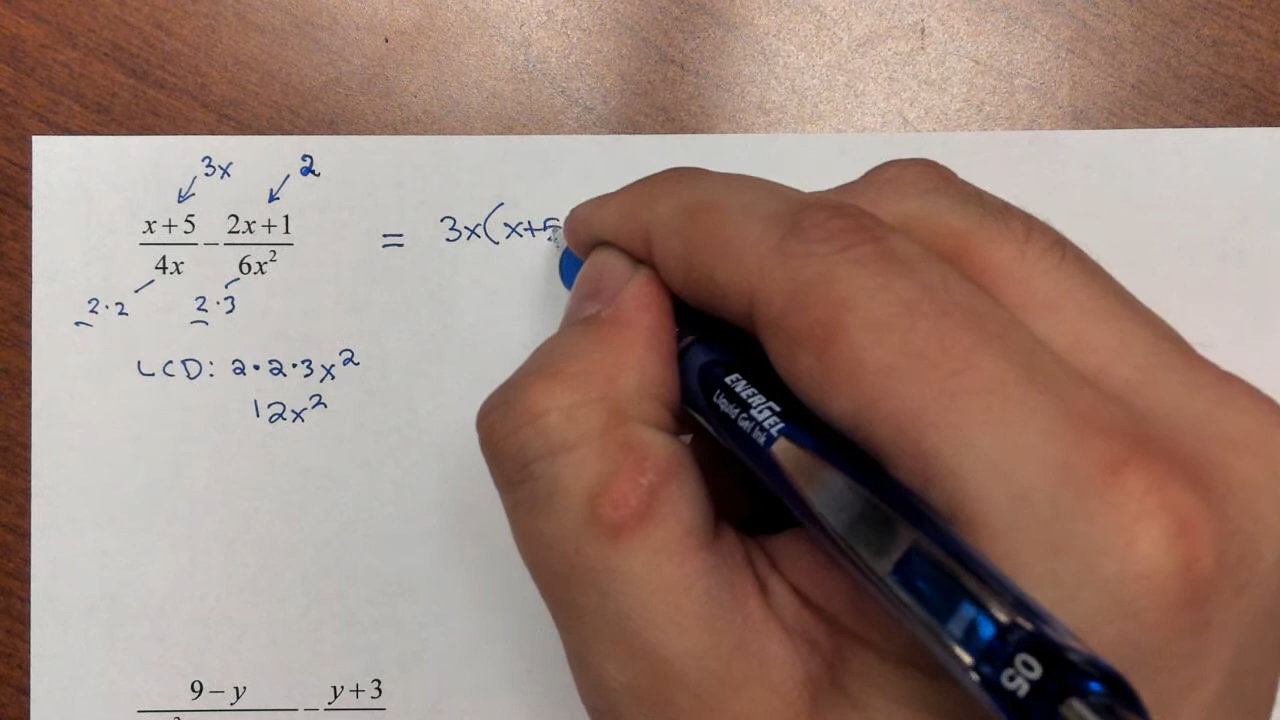 3x 2
x+5/4x - 2x+1/6x² = 3x(x+5
2·2 2·3
LCD: 2·2·3x²
12x²
ENERGEL
Liquid Gel Ink
05
9-y - y+3